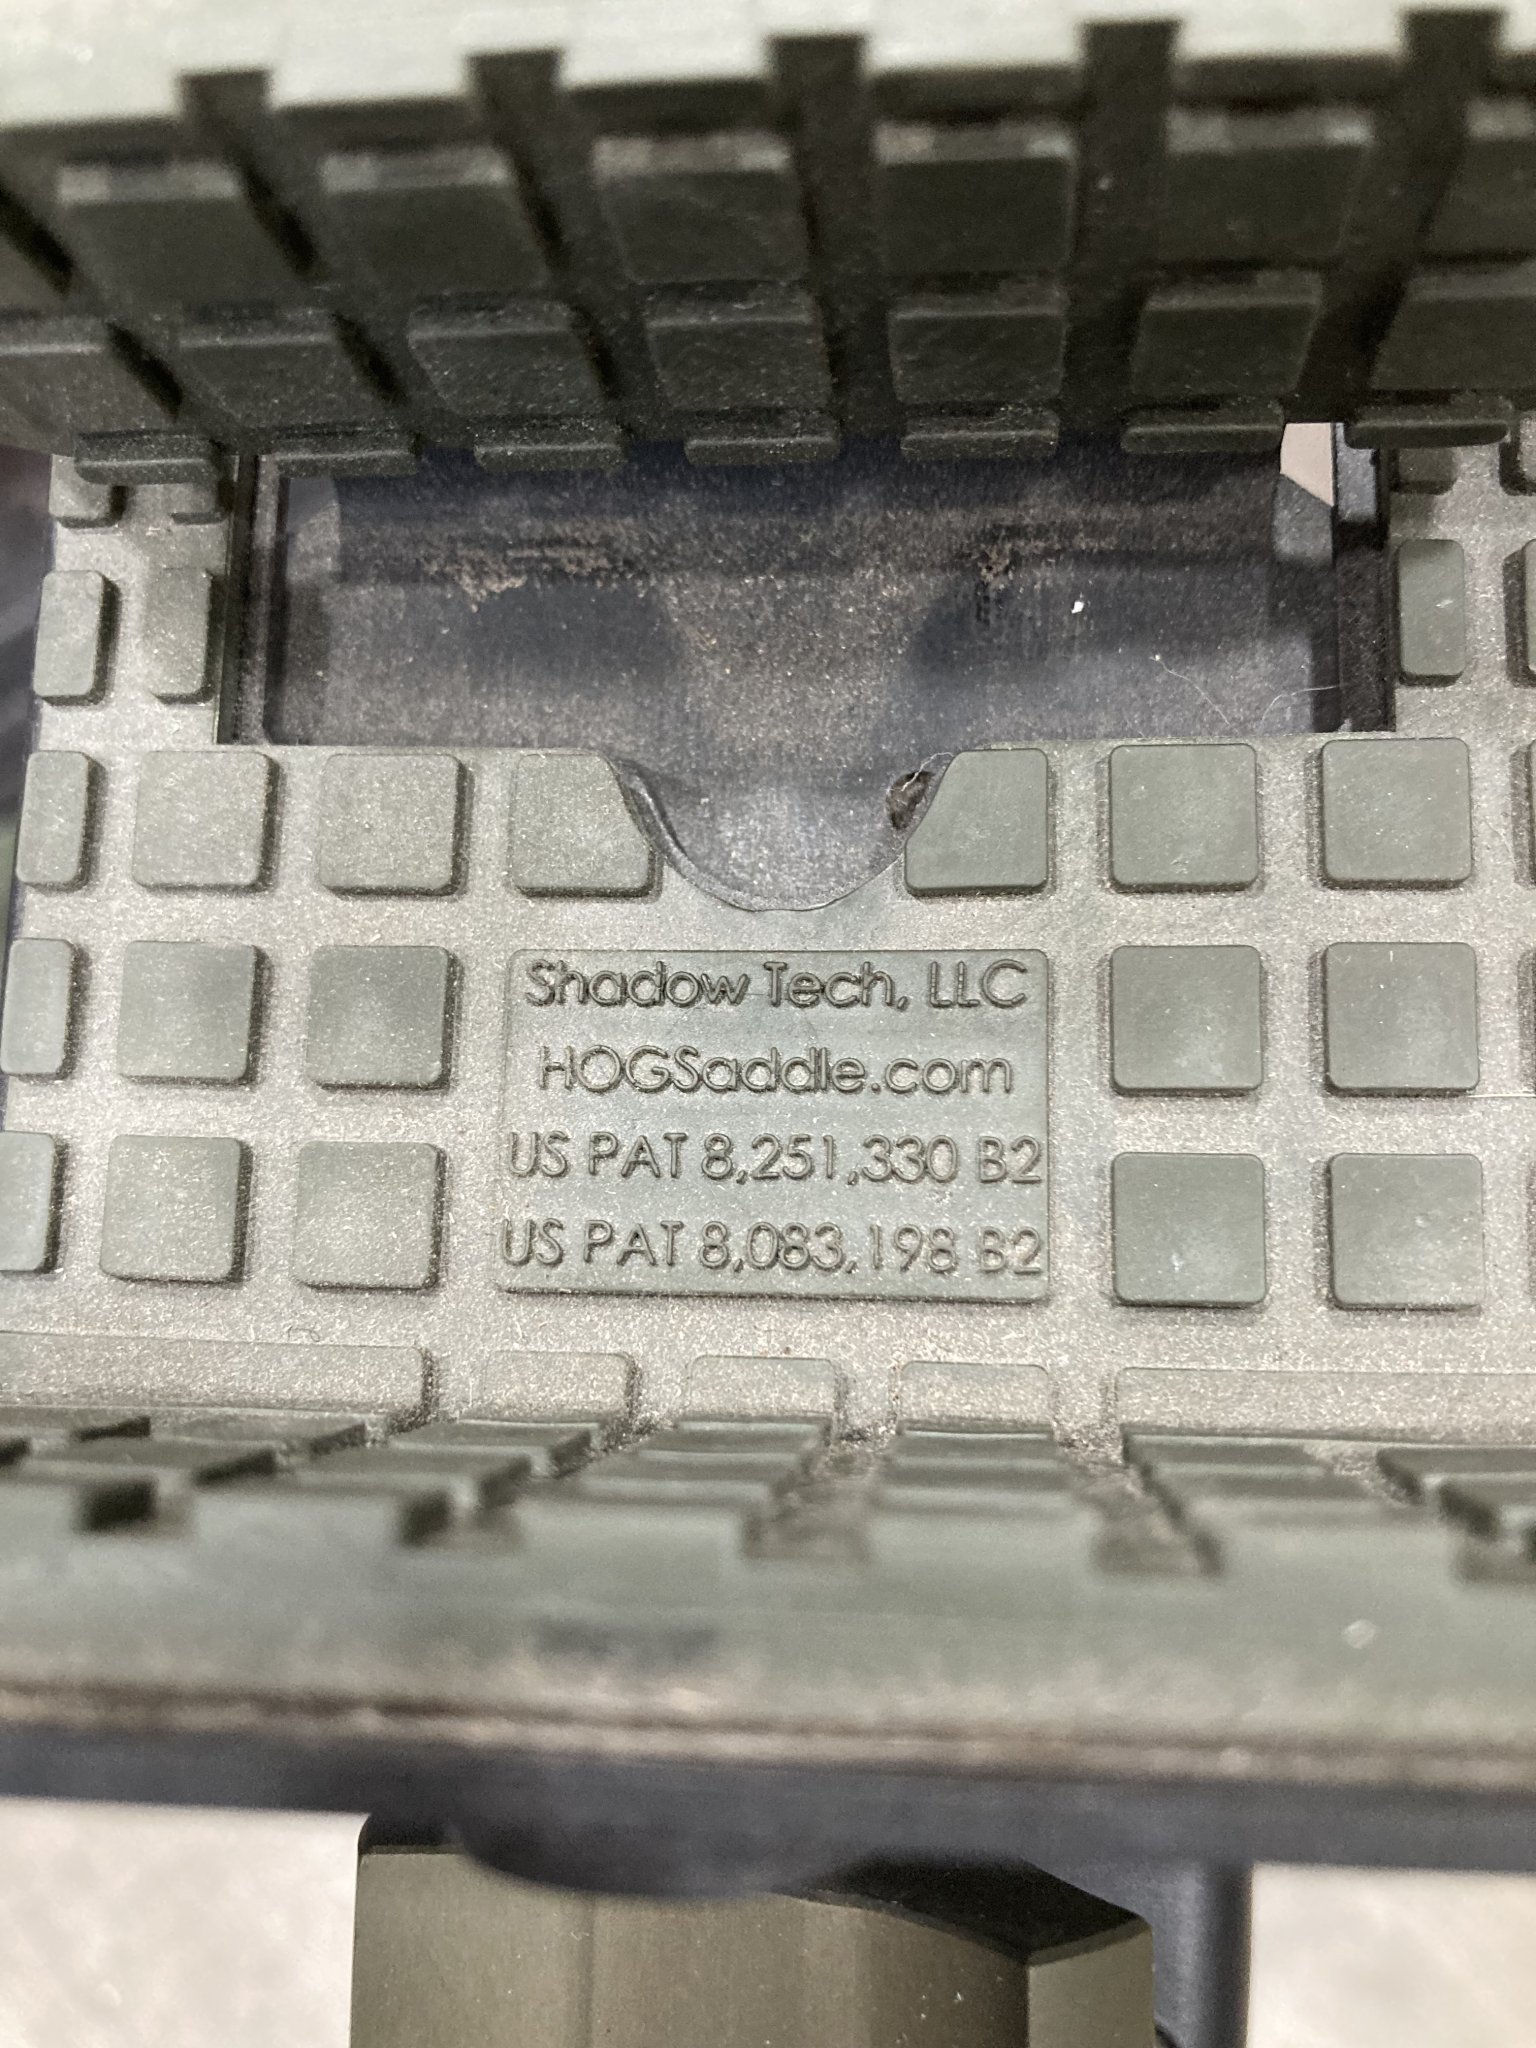 Shadow Tech, LLC
HOGSaddle.com
US PAT 8,251,330 B2
US PAT 8,083,198 B2